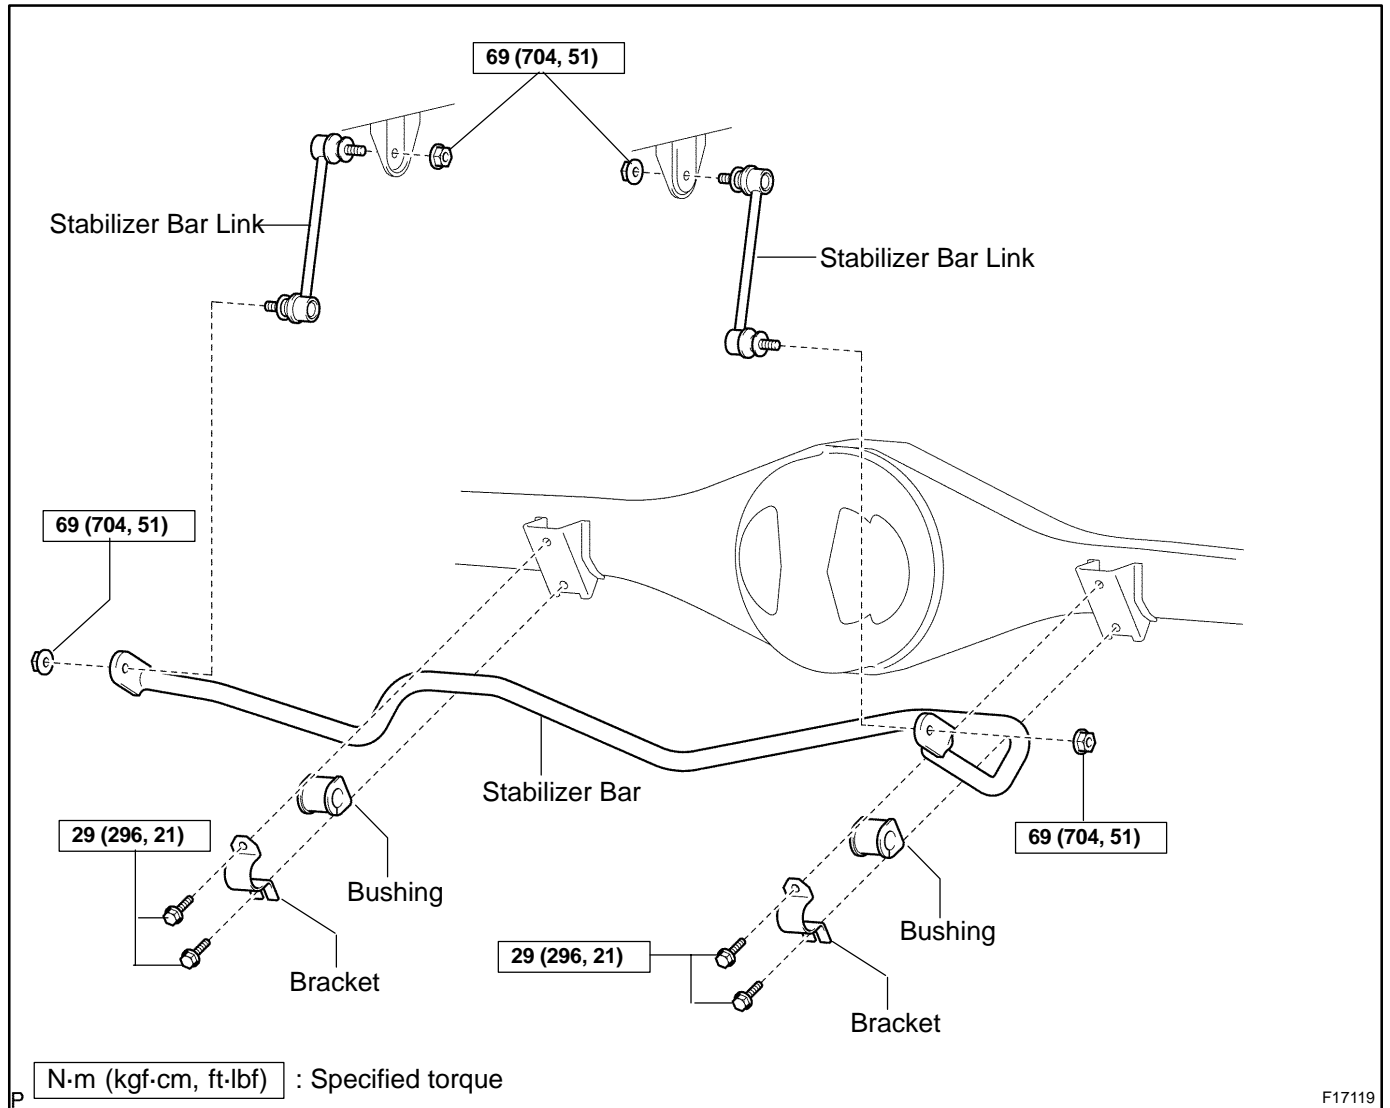 69 (704, 51)
Stabilizer Bar Link
Stabilizer Bar Link
69 (704, 51)
Stabilizer Bar
29 (296, 21)
Bushing
69 (704, 51)
Bracket
29 (296, 21)
Bushing
Bracket
N·m (kgf·cm, ft·lbf) : Specified torque
P
F17119